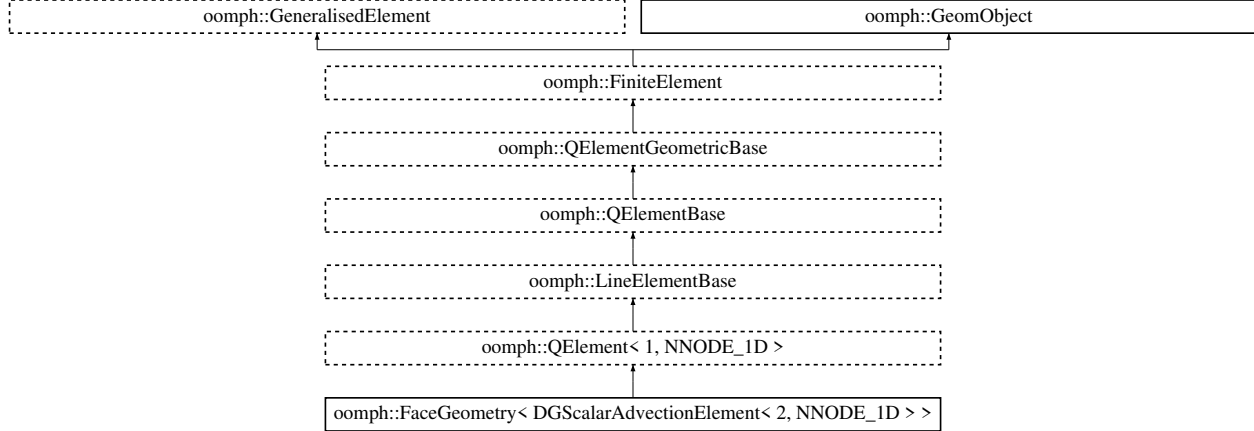 oomph::GeneralisedElement
oomph::GeomObject
oomph::FiniteElement
oomph::QElementGeometricBase
oomph::QElementBase
oomph::LineElementBase
oomph::QElement< 1, NNODE_1D >
oomph::FaceGeometry< DGScalarAdvectionElement< 2, NNODE_1D > >